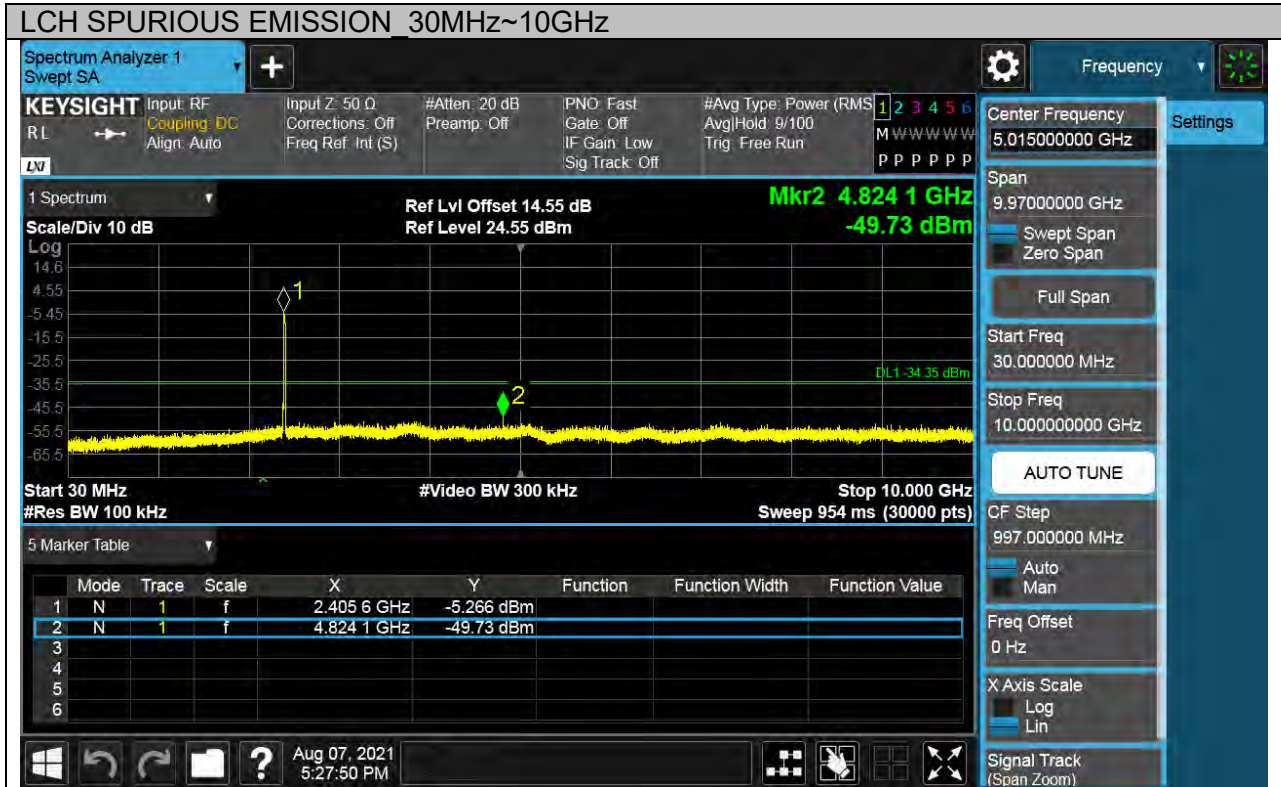 LCH SPURIOUS EMISSION_30MHz~10GHz
Spectrum Analyzer 1
Swept SA
+
Frequency
KEYSIGHT
RL
LXI
Input: RF
Coupling: DC
Align: Auto
Input Z: 50 Ω
Corrections: Off
Freq Ref: Int (S)
#Atten: 20 dB
Preamp: Off
PNO: Fast
Gate: Off
IF Gain: Low
Sig Track: Off
#Avg Type: Power (RMS
Avg|Hold: 9/100
Trig: Free Run
1 2 3 4 5 6
M W W W W W
P P P P P P
Center Frequency
5.015000000 GHz
Settings
Span
9.97000000 GHz
Swept Span
Zero Span
Full Span
Start Freq
30.000000 MHz
Stop Freq
10.000000000 GHz
AUTO TUNE
CF Step
997.000000 MHz
Auto
Man
Freq Offset
0 Hz
X Axis Scale
Log
Lin
Signal Track
(Span Zoom)
1 Spectrum
Scale/Div 10 dB
Ref Lvl Offset 14.55 dB
Ref Level 24.55 dBm
Mkr2 4.824 1 GHz
-49.73 dBm
Log
14.6
4.55
-5.45
-15.5
-25.5
-35.5
-45.5
-55.5
-65.5
1
2
DL1 -34.35 dBm
Start 30 MHz
#Res BW 100 kHz
#Video BW 300 kHz
Stop 10.000 GHz
Sweep 954 ms (30000 pts)
5 Marker Table
Mode Trace Scale X Y Function Function Width Function Value
1 N 1 f 2.405 6 GHz -5.266 dBm
2 N 1 f 4.824 1 GHz -49.73 dBm
3
4
5
6
?
Aug 07, 2021
5:27:50 PM